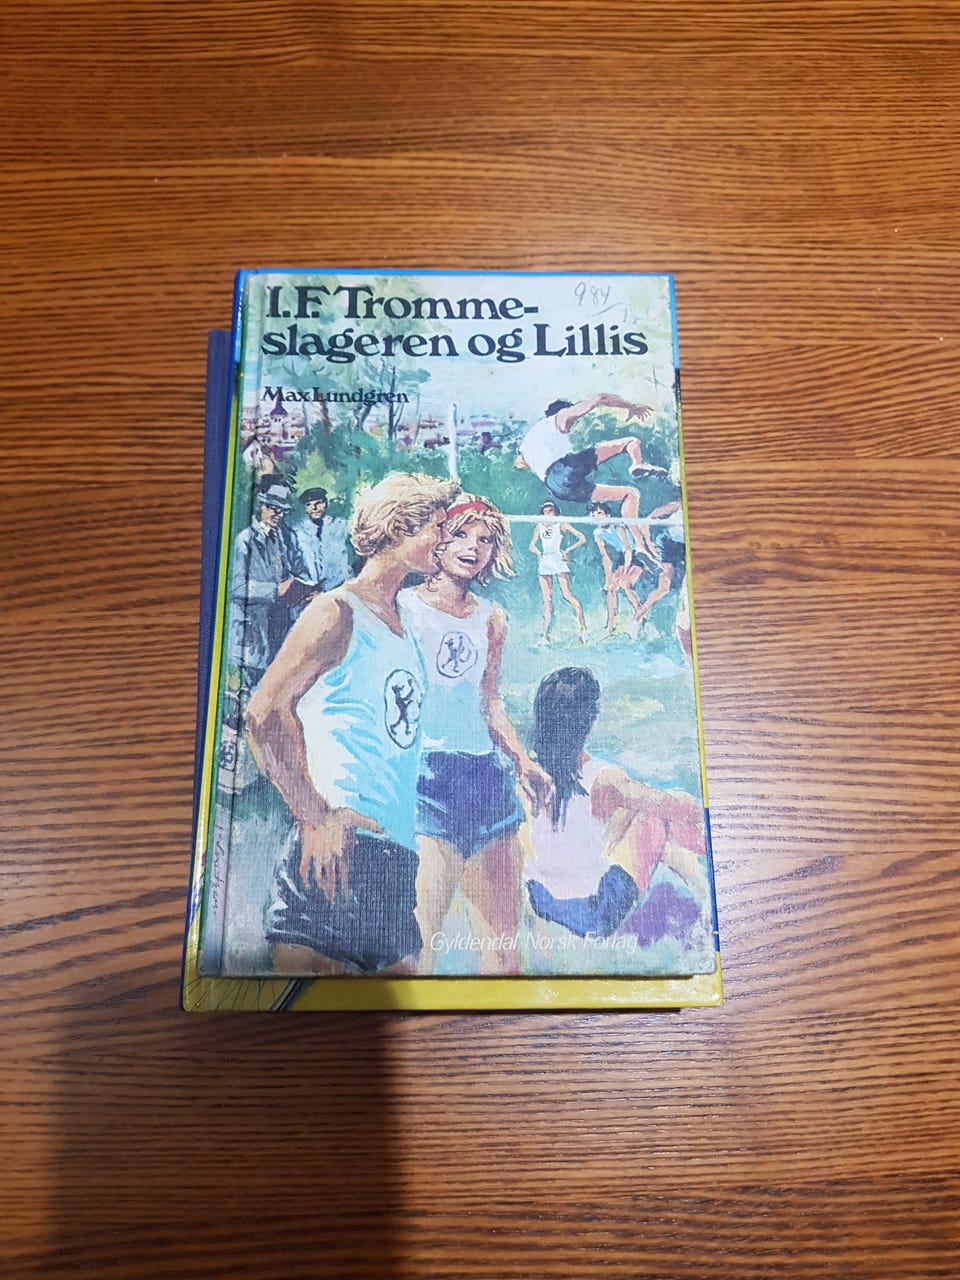 I.F. Tromme-
slageren og Lillis
Max Lundgren
984
Gyldendal Norsk Forlag